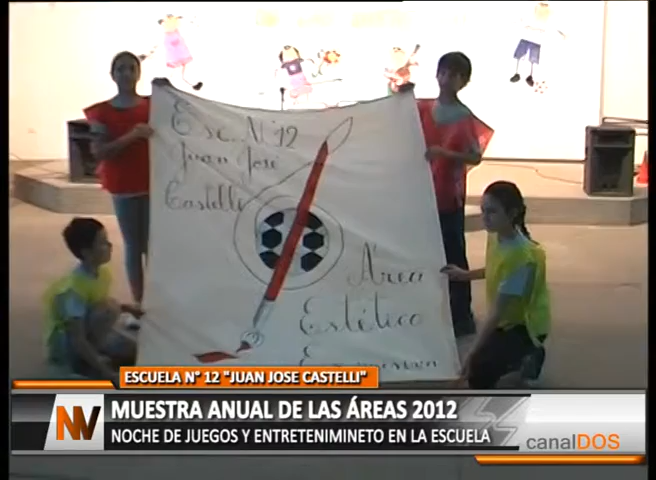 Esc. N° 12
Juan José
Castelli
Área
Estético
Expresiva
ESCUELA N° 12 "JUAN JOSE CASTELLI"
NV
MUESTRA ANUAL DE LAS ÁREAS 2012
NOCHE DE JUEGOS Y ENTRETENIMINETO EN LA ESCUELA
canalDOS